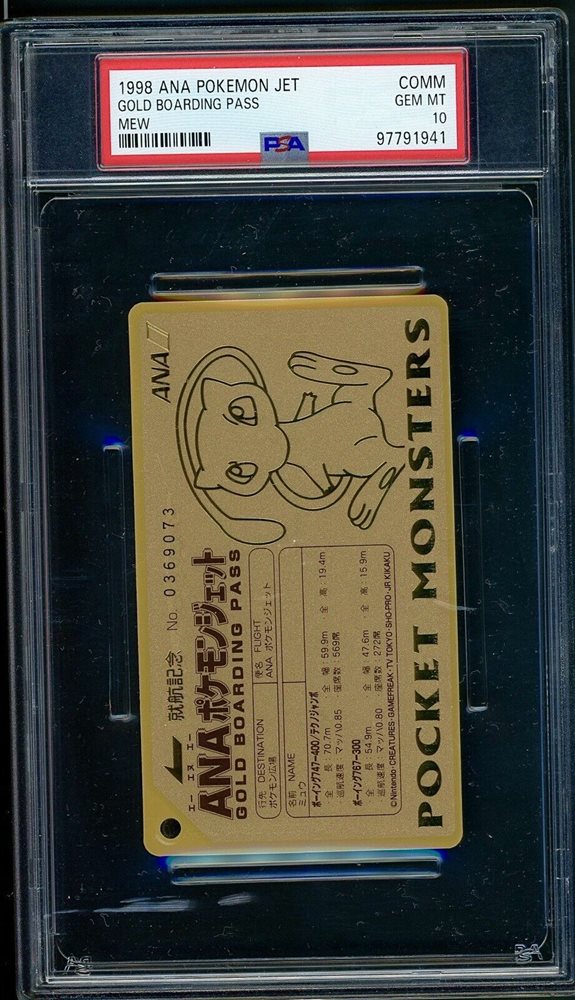 1998 ANA POKEMON JET
COMM
GOLD BOARDING PASS
GEM MT
MEW
10
PSA
97791941
就航記念 No. 0369073
ANA
エー エヌ エー
ANAポケモンジェット
GOLD BOARDING PASS
行先 DESTINATION
ポケモン広場
便名 FLIGHT
ANA ポケモンジェット
名前 NAME
ミュウ
ボーイング747-400/テクノジャンボ
全 長 70.7m 全 幅:59.9m 全 高:19.4m
巡航速度:マッハ0.85 座席数:569席
ボーイング767-300
全 長 54.9m 全 幅:47.6m 全 高:15.9m
巡航速度:マッハ0.80 座席数:272席
©Nintendo·CREATURES·GAMEFREAK·TV TOKYO·SHO-PRO·JR KIKAKU
POCKET MONSTERS